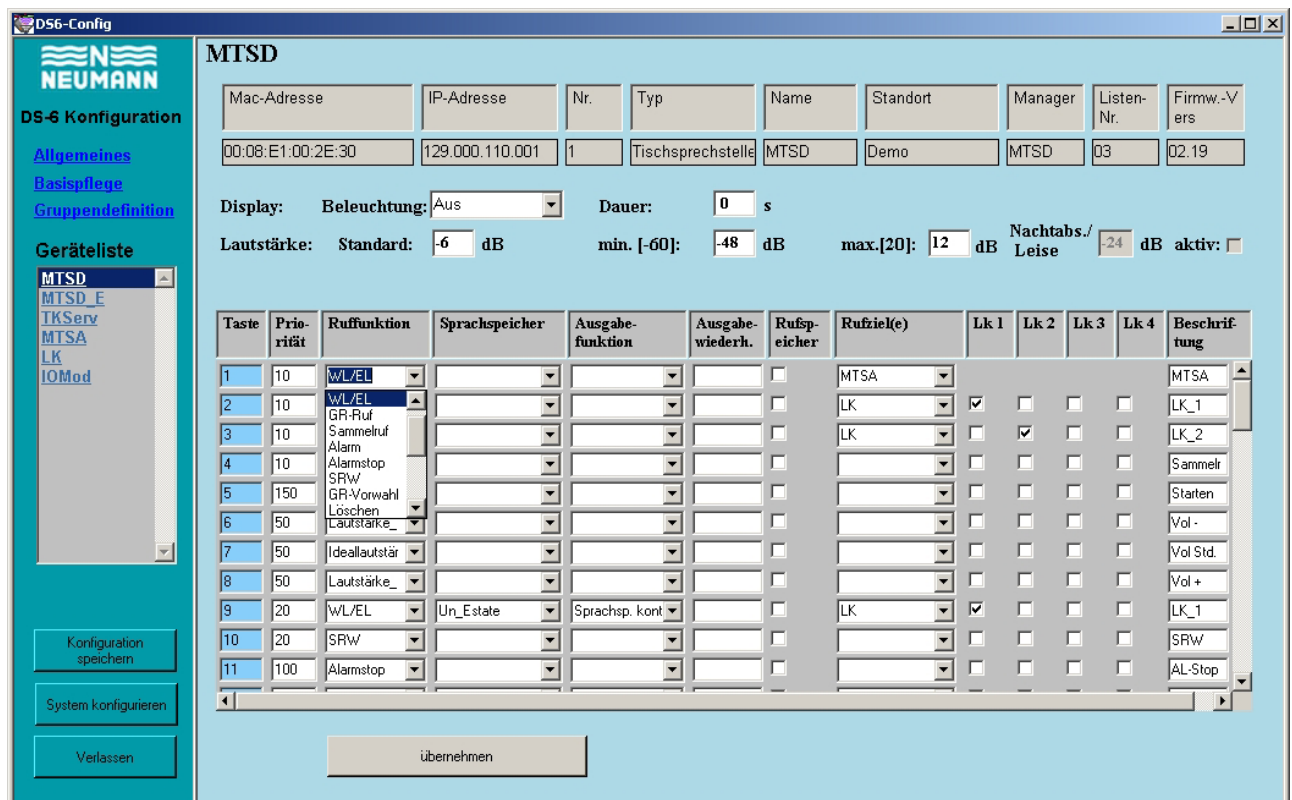 DS6-Config
N
NEUMANN
DS-6 Konfiguration
Allgemeines
Basispflege
Gruppendefinition
Geräteliste
MTSD
MTSD_E
TKServ
MTSA
LK
IOMod
Konfiguration
speichern
System konfigurieren
Verlassen
MTSD
Mac-Adresse IP-Adresse Nr. Typ Name Standort Manager Listen-Nr. Firmw.-Vers
00:08:E1:00:2E:30 129.000.110.001 1 Tischsprechstelle MTSD Demo MTSD 03 02.19
Display: Beleuchtung: Aus Dauer: 0 s
Lautstärke: Standard: -6 dB min. [-60]: -48 dB max.[20]: 12 dB Nachtabs./Leise -24 dB aktiv:
Taste Prio-rität Ruffunktion Sprachspeicher Ausgabe-funktion Ausgabe-wiederh. Rufsp-eicher Rufziel(e) Lk 1 Lk 2 Lk 3 Lk 4 Beschrif-tung
1 10 WL/EL MTSA MTSA
2 10 LK LK_1
3 10 LK LK_2
4 10 Sammelr
5 150 Starten
6 50 Lautstärke_ Vol -
WL/EL
GR-Ruf
Sammelruf
Alarm
Alarmstop
SRW
GR-Vorwahl
Löschen
7 50 Ideallautstär Vol Std.
8 50 Lautstärke_ Vol +
9 20 WL/EL Un_Estate Sprachsp. kont LK LK_1
10 20 SRW SRW
11 100 Alarmstop AL-Stop
übernehmen